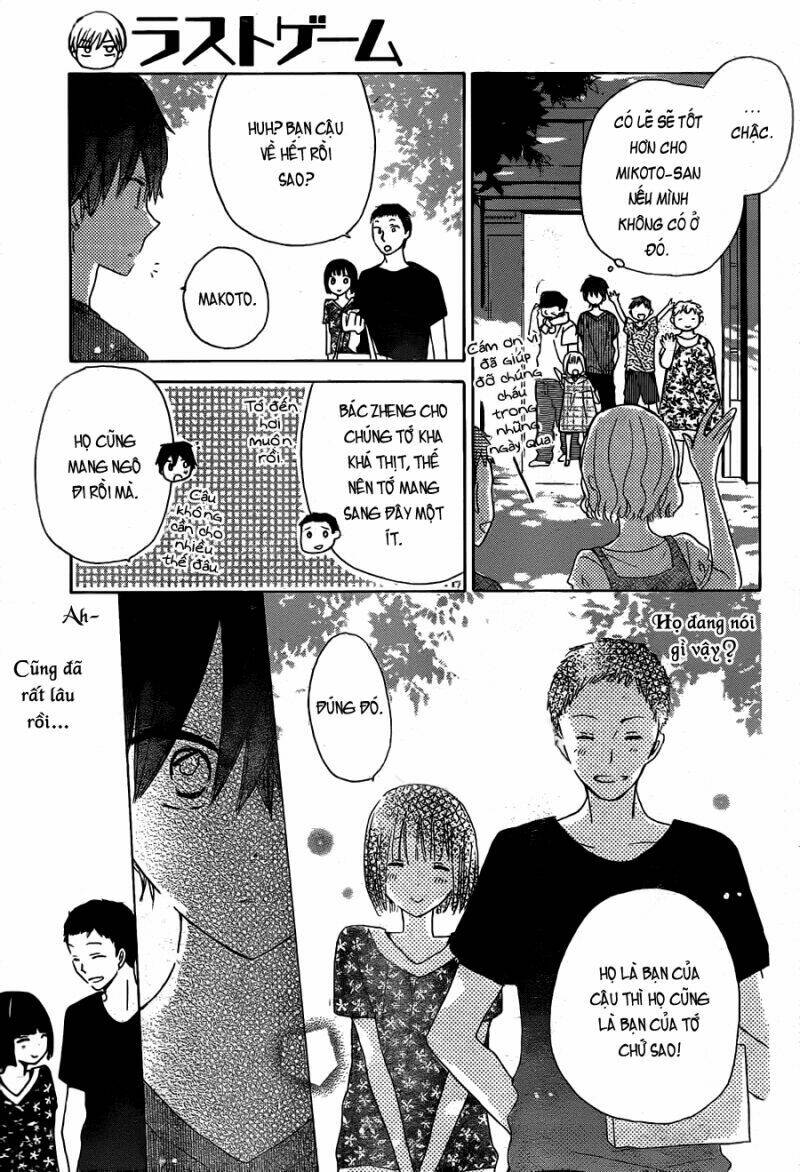 ラストゲーム
...
CHẬC.
CÓ LẼ SẼ TỐT
HƠN CHO
MIKOTO-SAN
NẾU MÌNH
KHÔNG CÓ Ở
ĐÓ.
Cám ơn vì
đã giúp
đỡ chúng
cháu
trong
những
ngày qua
HUH? BẠN CẬU
VỀ HẾT RỒI
SAO?
MAKOTO.
BÁC ZHENG CHO
CHÚNG TỚ KHA
KHÁ THỊT, THẾ
NÊN TỚ MANG
SANG ĐÂY MỘT
ÍT.
Tớ đến
hơi
muộn
rồi.
HỌ CŨNG
MANG NGÔ
ĐI RỒI MÀ.
Cậu
không
cần cho
nhiều
thế đâu
Họ đang nói
gì vậy?
ĐÚNG ĐÓ.
HỌ LÀ BẠN CỦA
CẬU THÌ HỌ CŨNG
LÀ BẠN CỦA TỚ
CHỨ SAO!
Ah-
Cũng đã
rất lâu
rồi...